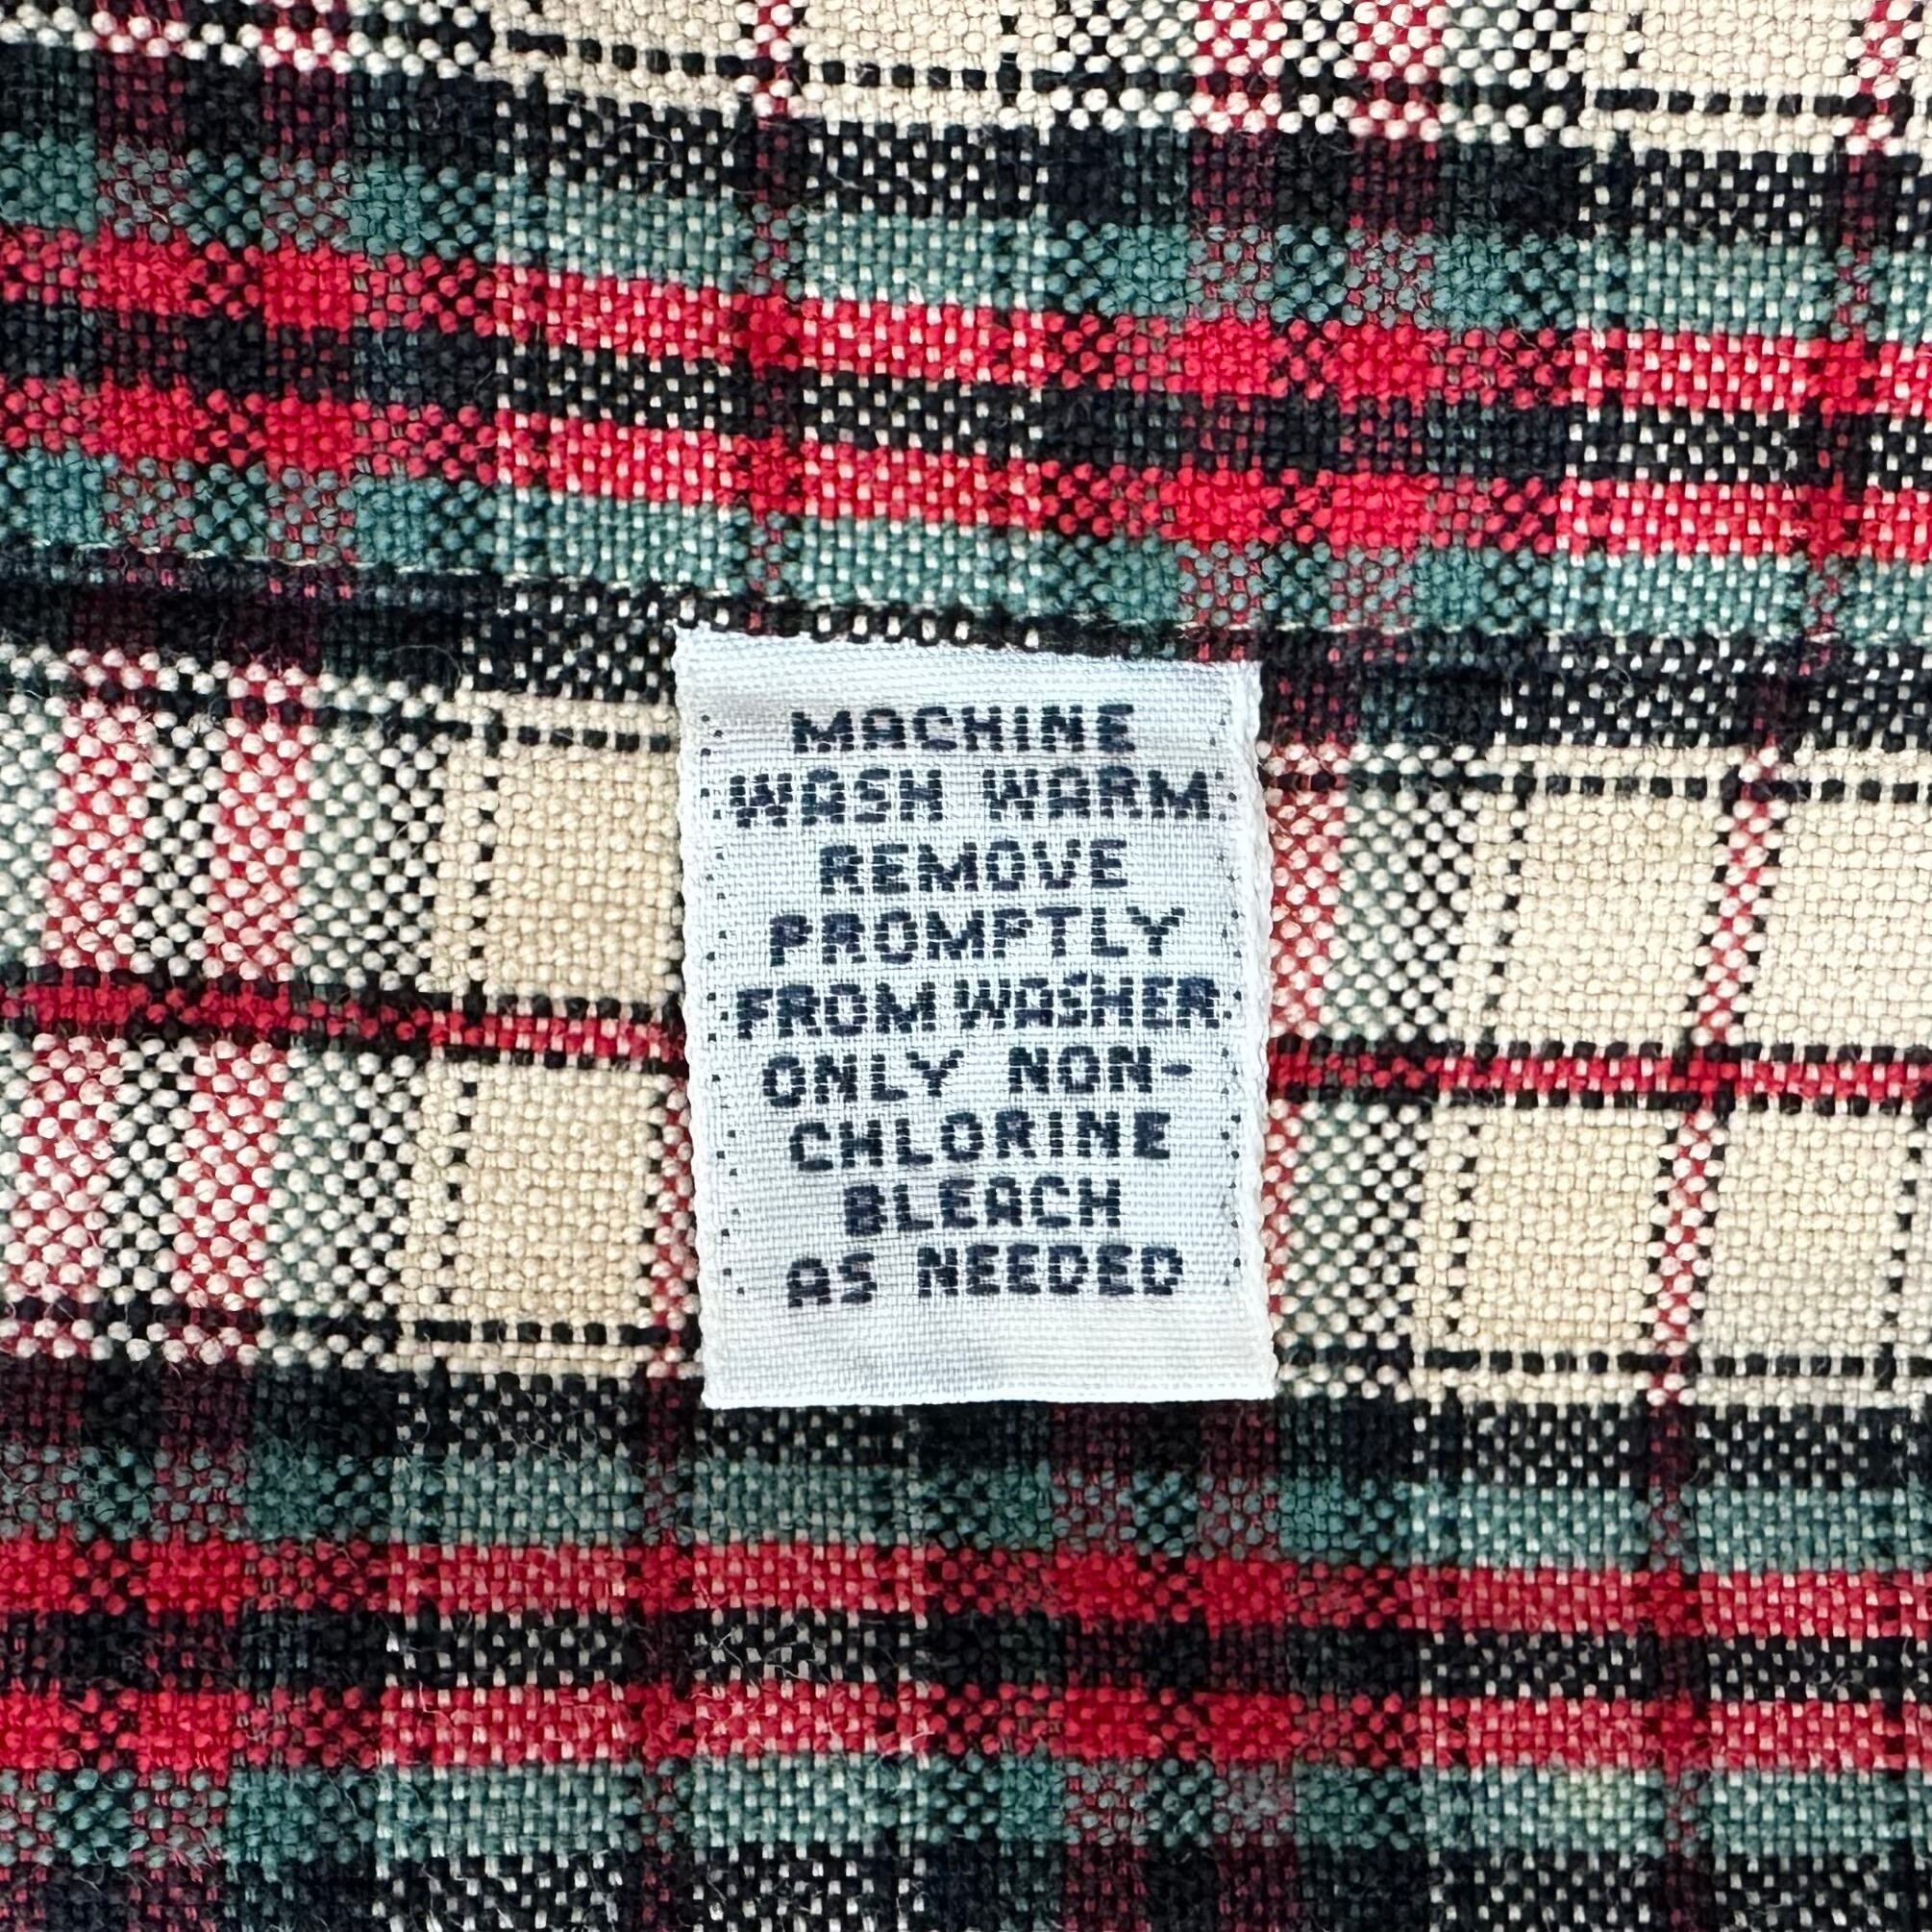 MACHINE
WASH WARM
REMOVE
PROMPTLY
FROM WASHER
ONLY NON-
CHLORINE
BLEACH
AS NEEDED